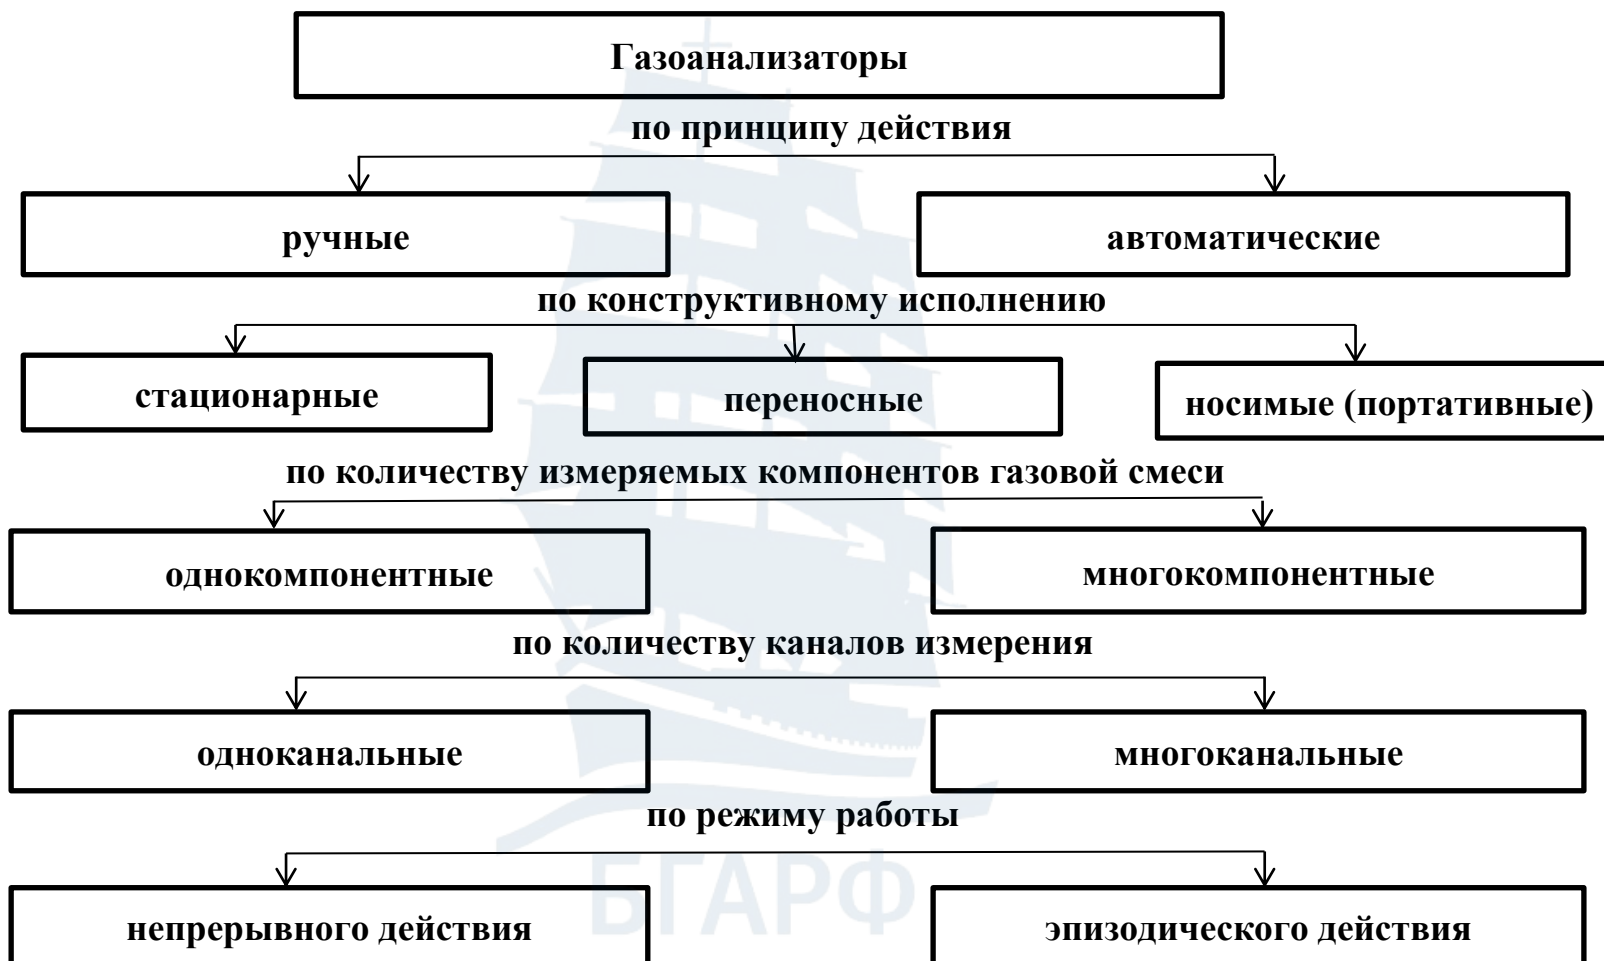 Газоанализаторы
по принципу действия
ручные
автоматические
по конструктивному исполнению
стационарные
переносные
носимые (портативные)
по количеству измеряемых компонентов газовой смеси
однокомпонентные
многокомпонентные
по количеству каналов измерения
одноканальные
многоканальные
по режиму работы
непрерывного действия
эпизодического действия
БГАРФ